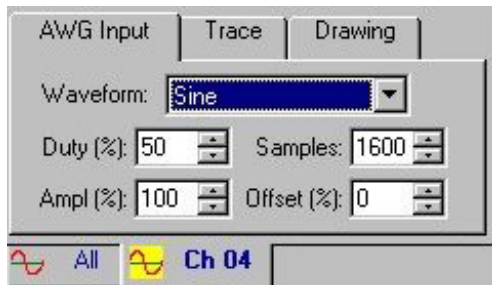 AWG Input Trace Drawing
Waveform: Sine
Duty (%): 50 Samples: 1600
Ampl (%): 100 Offset (%): 0
All Ch 04